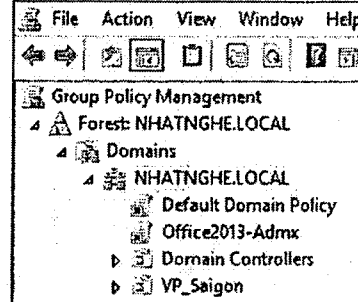 File Action View Window Help
Group Policy Management
Forest: NHATNGHE.LOCAL
Domains
NHATNGHE.LOCAL
Default Domain Policy
Office2013-Admx
Domain Controllers
VP_Saigon